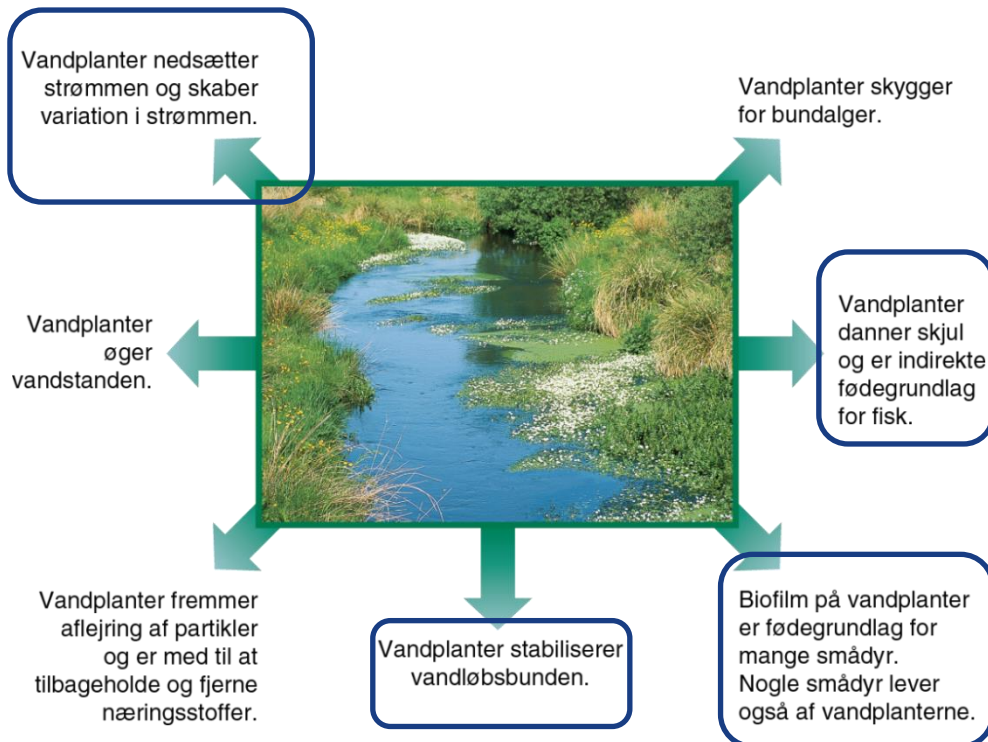 Vandplanter nedsætter
strømmen og skaber
variation i strømmen.
Vandplanter skygger
for bundalger.
Vandplanter
øger
vandstanden.
Vandplanter
danner skjul
og er indirekte
fødegrundlag
for fisk.
Vandplanter fremmer
aflejring af partikler
og er med til at
tilbageholde og fjerne
næringsstoffer.
Vandplanter stabiliserer
vandløbsbunden.
Biofilm på vandplanter
er fødegrundlag for
mange smådyr.
Nogle smådyr lever
også af vandplanterne.